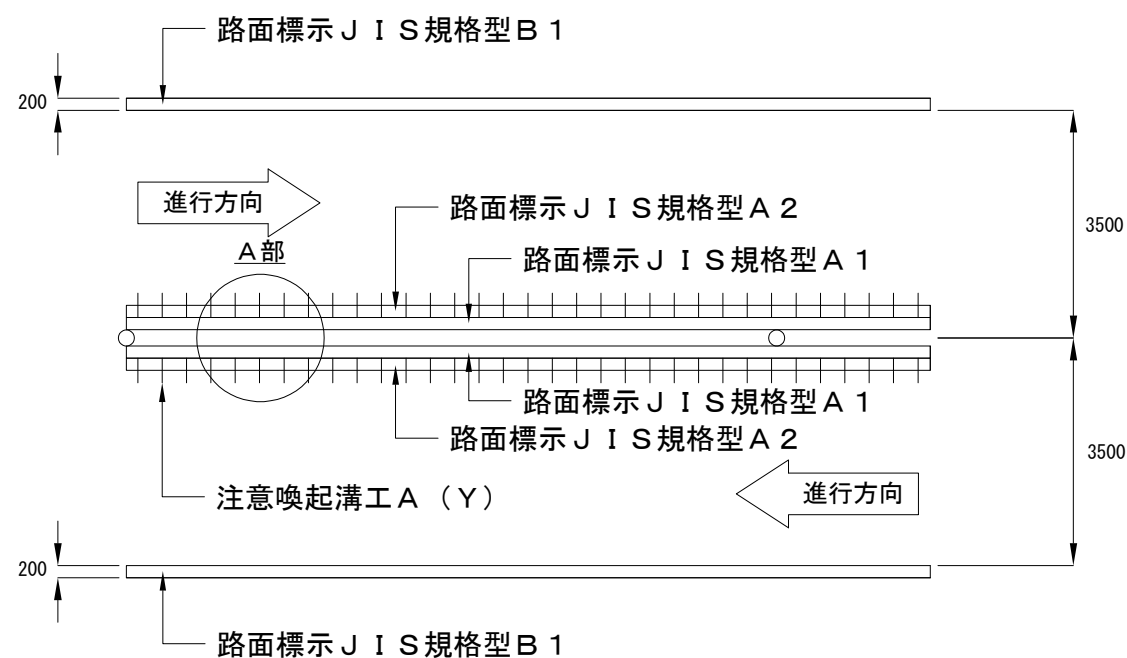 路面標示ＪＩＳ規格型Ｂ１
200
進行方向
路面標示ＪＩＳ規格型Ａ２
3500
Ａ部
路面標示ＪＩＳ規格型Ａ１
路面標示ＪＩＳ規格型Ａ１
路面標示ＪＩＳ規格型Ａ２
3500
注意喚起溝工Ａ（Ｙ）
進行方向
200
路面標示ＪＩＳ規格型Ｂ１